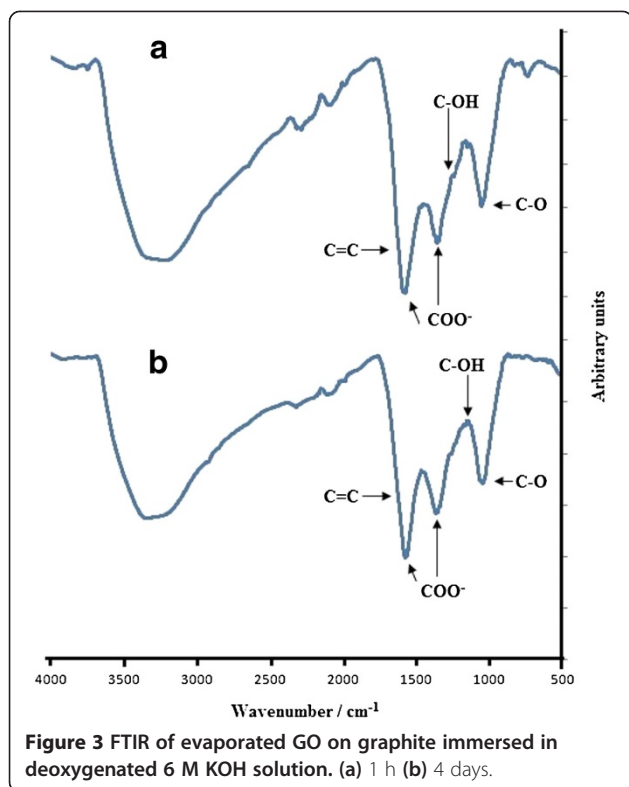 a
C-OH
C-O
C=C
COO⁻
b
C-OH
C-O
C=C
COO⁻
Arbitrary units
4000 3500 3000 2500 2000 1500 1000 500
Wavenumber / cm⁻¹
Figure 3 FTIR of evaporated GO on graphite immersed in
deoxygenated 6 M KOH solution. (a) 1 h (b) 4 days.